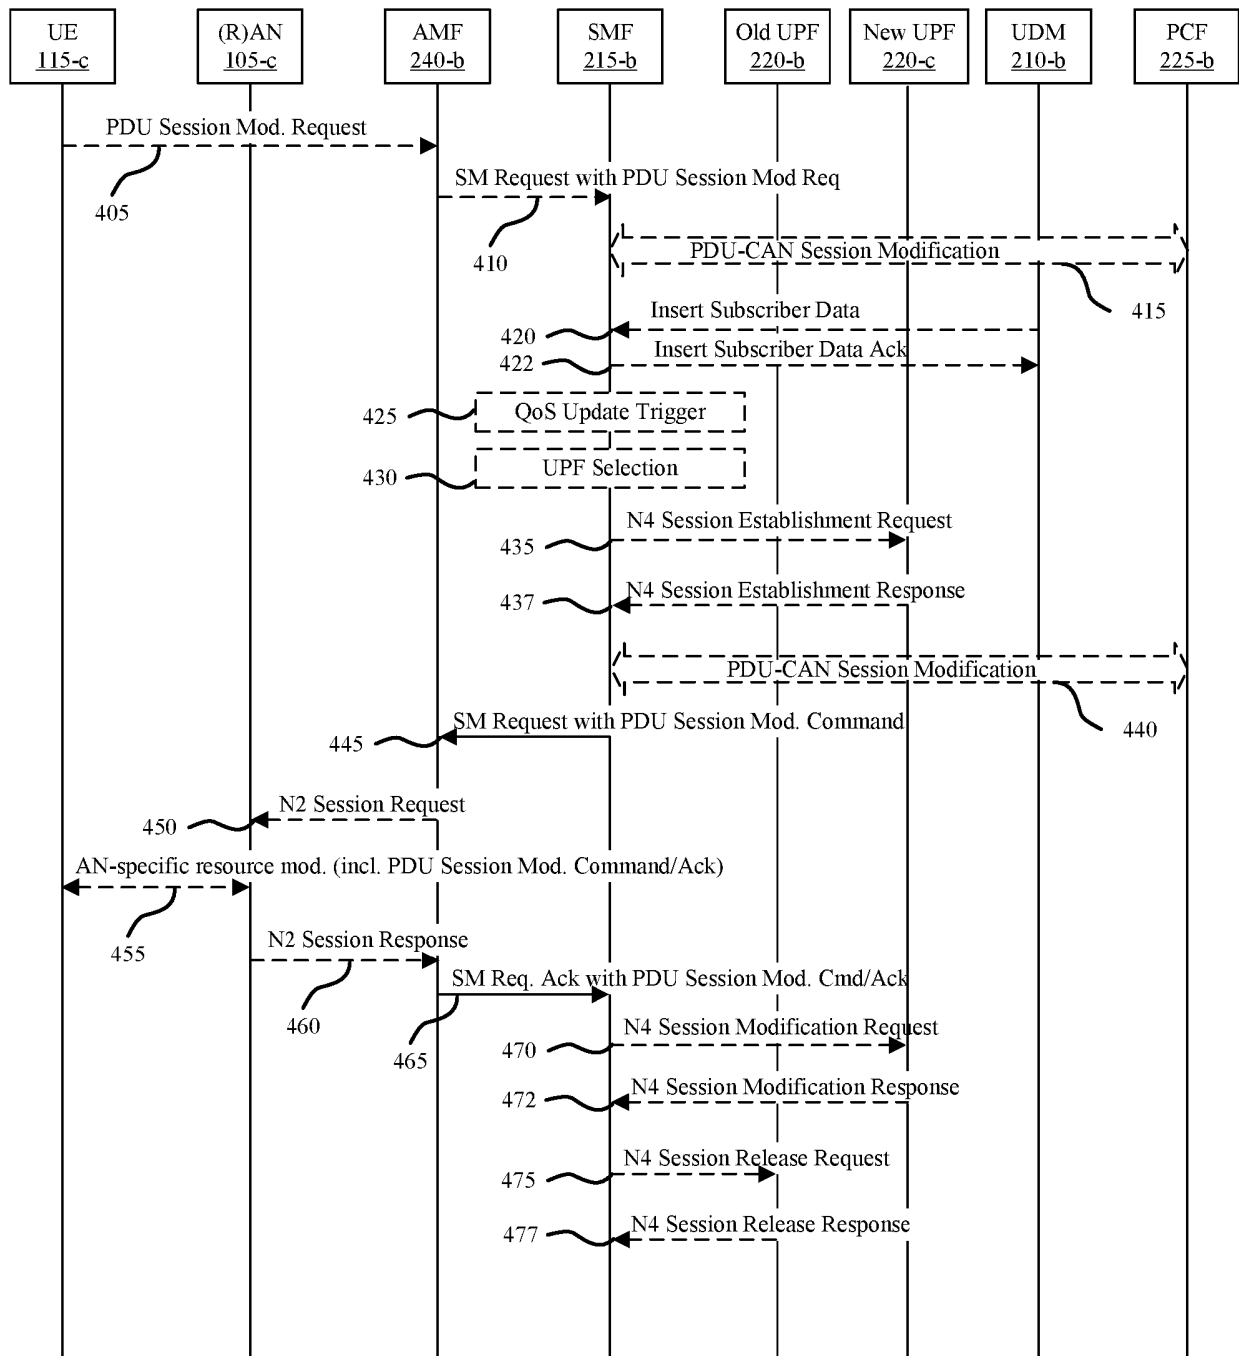 UE
115-c
(R)AN
105-c
AMF
240-b
SMF
215-b
Old UPF
220-b
New UPF
220-c
UDM
210-b
PCF
225-b
PDU Session Mod. Request
405
SM Request with PDU Session Mod Req
410
PDU-CAN Session Modification
415
Insert Subscriber Data
420
Insert Subscriber Data Ack
422
QoS Update Trigger
425
UPF Selection
430
N4 Session Establishment Request
435
N4 Session Establishment Response
437
PDU-CAN Session Modification
440
SM Request with PDU Session Mod. Command
445
N2 Session Request
450
AN-specific resource mod. (incl. PDU Session Mod. Command/Ack)
455
N2 Session Response
460
SM Req. Ack with PDU Session Mod. Cmd/Ack
465
N4 Session Modification Request
470
N4 Session Modification Response
472
N4 Session Release Request
475
N4 Session Release Response
477